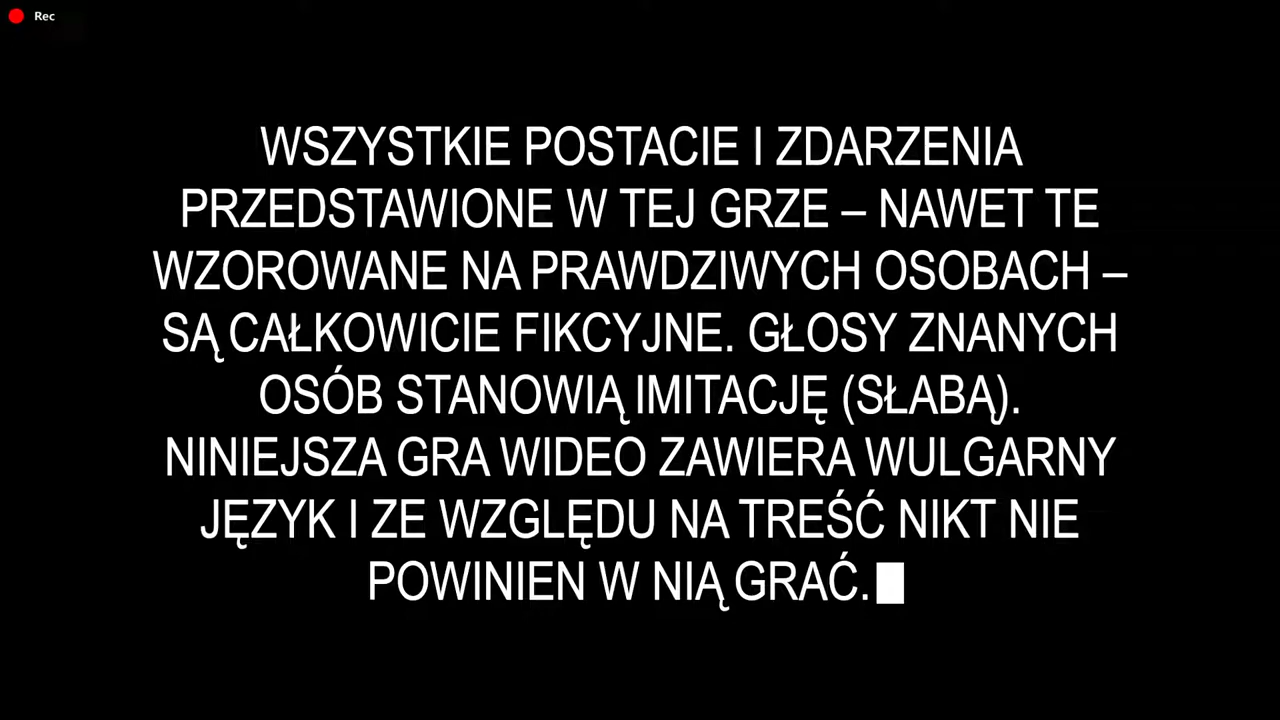 Rec
WSZYSTKIE POSTACIE I ZDARZENIA
PRZEDSTAWIONE W TEJ GRZE – NAWET TE
WZOROWANE NA PRAWDZIWYCH OSOBACH –
SĄ CAŁKOWICIE FIKCYJNE. GŁOSY ZNANYCH
OSÓB STANOWIĄ IMITACJĘ (SŁABĄ).
NINIEJSZA GRA WIDEO ZAWIERA WULGARNY
JĘZYK I ZE WZGLĘDU NA TREŚĆ NIKT NIE
POWINIEN W NIĄ GRAĆ.